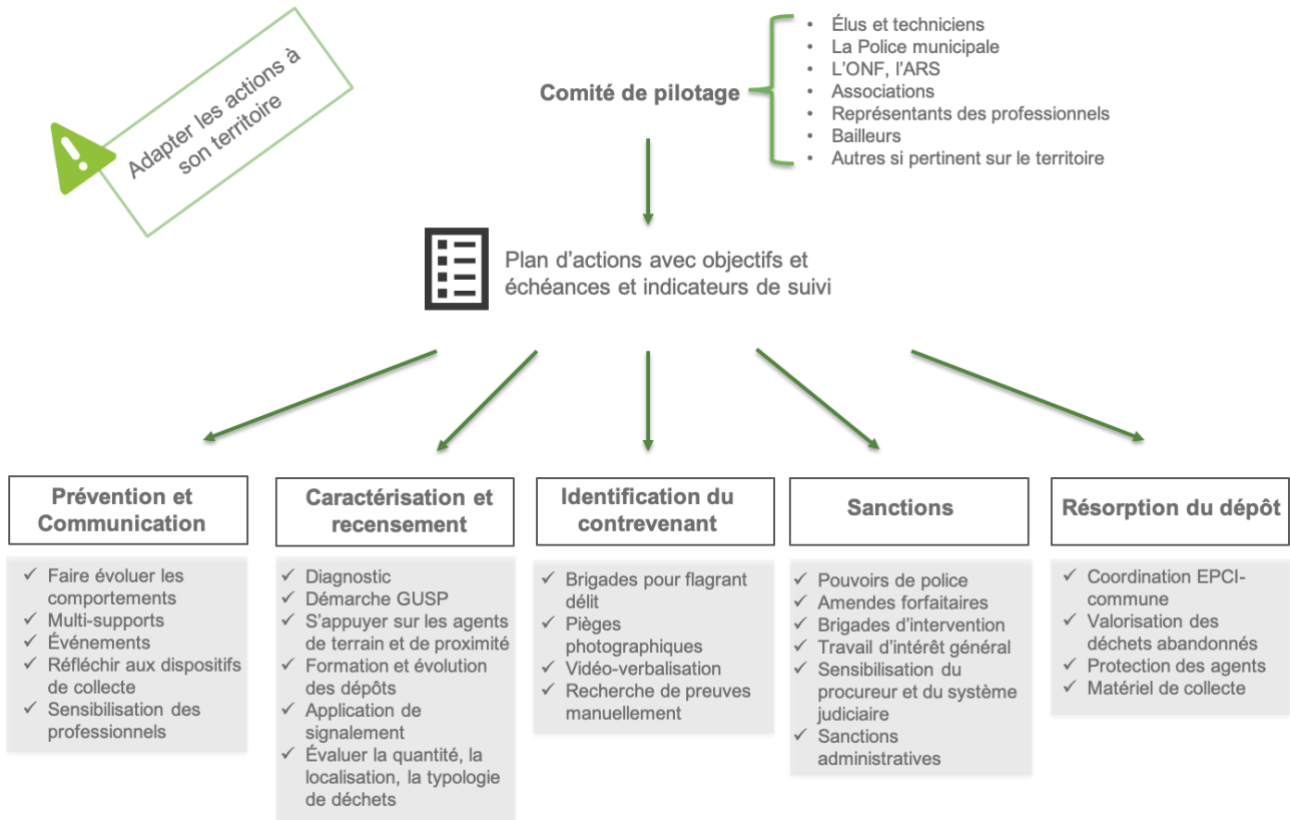 Adapter les actions à
son territoire
Comité de pilotage
• Élus et techniciens
• La Police municipale
• L'ONF, l'ARS
• Associations
• Représentants des professionnels
• Bailleurs
• Autres si pertinent sur le territoire
Plan d'actions avec objectifs et
échéances et indicateurs de suivi
Prévention et
Communication
✓ Faire évoluer les
comportements
✓ Multi-supports
✓ Événements
✓ Réfléchir aux dispositifs
de collecte
✓ Sensibilisation des
professionnels
Caractérisation et
recensement
✓ Diagnostic
✓ Démarche GUSP
✓ S'appuyer sur les agents
de terrain et de proximité
✓ Formation et évolution
des dépôts
✓ Application de
signalement
✓ Évaluer la quantité, la
localisation, la typologie
de déchets
Identification du
contrevenant
✓ Brigades pour flagrant
délit
✓ Pièges
photographiques
✓ Vidéo-verbalisation
✓ Recherche de preuves
manuellement
Sanctions
✓ Pouvoirs de police
✓ Amendes forfaitaires
✓ Brigades d'intervention
✓ Travail d'intérêt général
✓ Sensibilisation du
procureur et du système
judiciaire
✓ Sanctions
administratives
Résorption du dépôt
✓ Coordination EPCI-
commune
✓ Valorisation des
déchets abandonnés
✓ Protection des agents
✓ Matériel de collecte